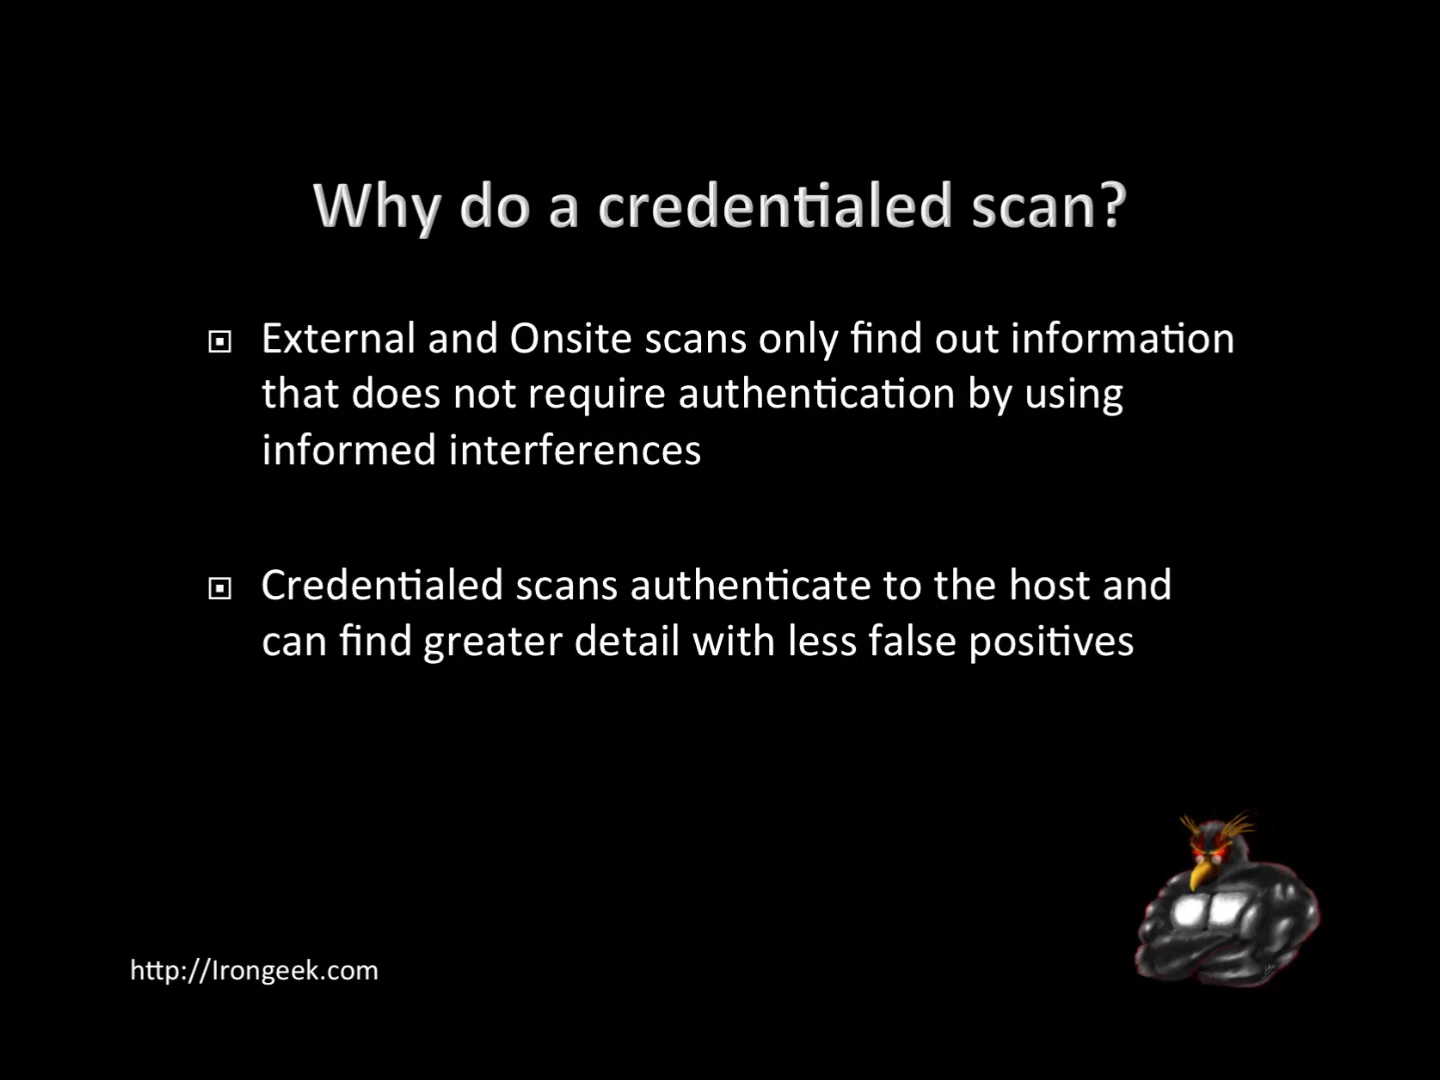 Why do a credentialed scan?
External and Onsite scans only find out information
that does not require authentication by using
informed interferences
Credentialed scans authenticate to the host and
can find greater detail with less false positives
http://Irongeek.com